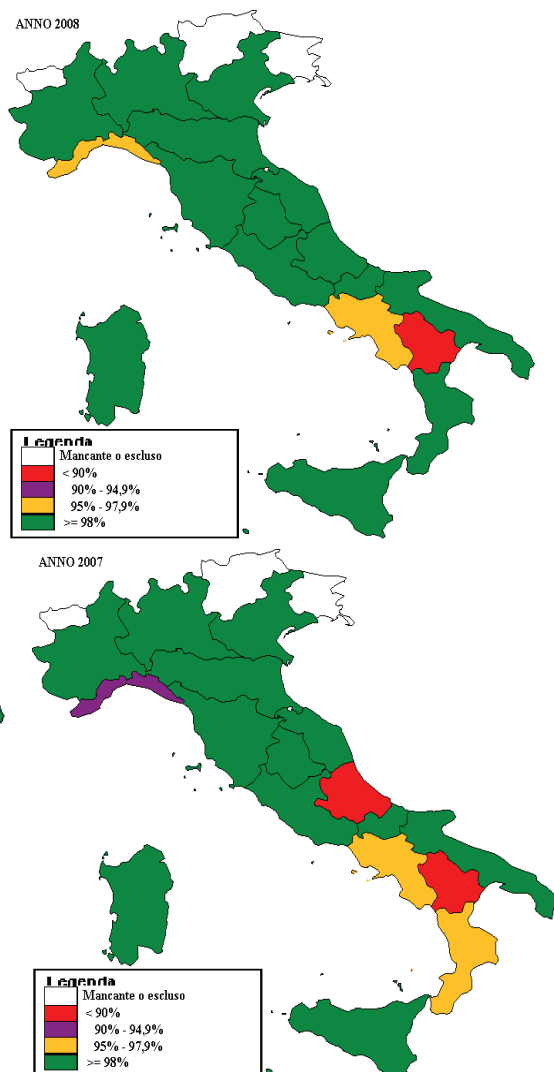 ANNO 2008
Legenda
Mancante o escluso
< 90%
90% - 94,9%
95% - 97,9%
>= 98%
ANNO 2007
Legenda
Mancante o escluso
< 90%
90% - 94,9%
95% - 97,9%
>= 98%